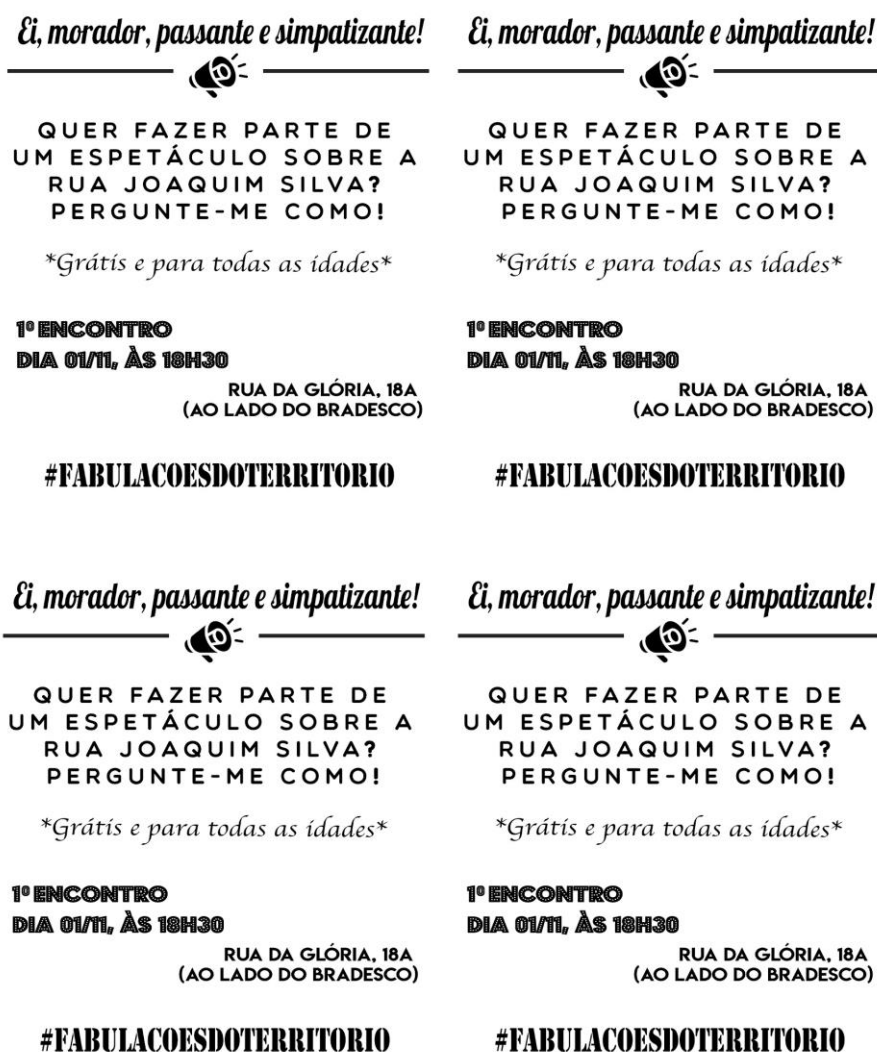 Ei, morador, passante e simpatizante!
QUER FAZER PARTE DE
UM ESPETÁCULO SOBRE A
RUA JOAQUIM SILVA?
PERGUNTE-ME COMO!
*Grátis e para todas as idades*
1º ENCONTRO
DIA 01/11, ÀS 18H30
RUA DA GLÓRIA, 18A
(AO LADO DO BRADESCO)
#FABULACOESDOTERRITORIO
Ei, morador, passante e simpatizante!
QUER FAZER PARTE DE
UM ESPETÁCULO SOBRE A
RUA JOAQUIM SILVA?
PERGUNTE-ME COMO!
*Grátis e para todas as idades*
1º ENCONTRO
DIA 01/11, ÀS 18H30
RUA DA GLÓRIA, 18A
(AO LADO DO BRADESCO)
#FABULACOESDOTERRITORIO
Ei, morador, passante e simpatizante!
QUER FAZER PARTE DE
UM ESPETÁCULO SOBRE A
RUA JOAQUIM SILVA?
PERGUNTE-ME COMO!
*Grátis e para todas as idades*
1º ENCONTRO
DIA 01/11, ÀS 18H30
RUA DA GLÓRIA, 18A
(AO LADO DO BRADESCO)
#FABULACOESDOTERRITORIO
Ei, morador, passante e simpatizante!
QUER FAZER PARTE DE
UM ESPETÁCULO SOBRE A
RUA JOAQUIM SILVA?
PERGUNTE-ME COMO!
*Grátis e para todas as idades*
1º ENCONTRO
DIA 01/11, ÀS 18H30
RUA DA GLÓRIA, 18A
(AO LADO DO BRADESCO)
#FABULACOESDOTERRITORIO